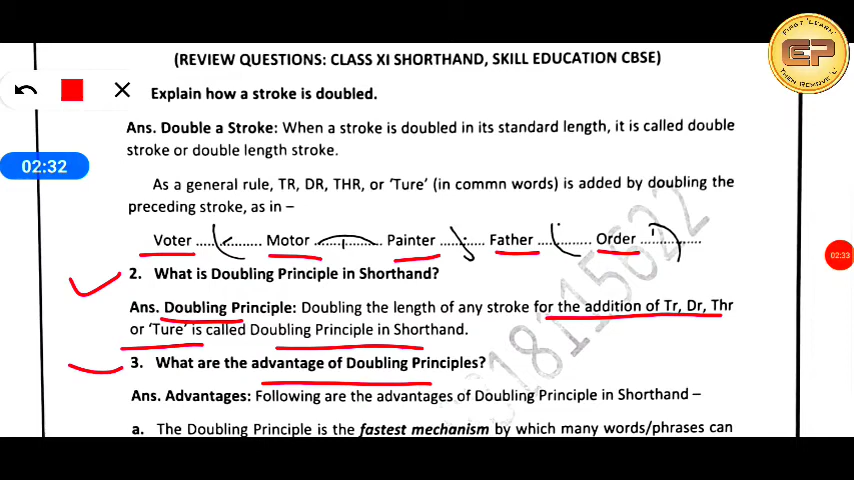 (REVIEW QUESTIONS: CLASS XI SHORTHAND, SKILL EDUCATION CBSE)
FIRST 'LEARN'
EP
THEN REMOVE 'L'
Explain how a stroke is doubled.
Ans. Double a Stroke: When a stroke is doubled in its standard length, it is called double
stroke or double length stroke.
02:32
As a general rule, TR, DR, THR, or 'Ture' (in commn words) is added by doubling the
preceding stroke, as in –
Voter ............... Motor ............... Painter ............... Father ............... Order ...............
02:33
2. What is Doubling Principle in Shorthand?
Ans. Doubling Principle: Doubling the length of any stroke for the addition of Tr, Dr, Thr
or 'Ture' is called Doubling Principle in Shorthand.
3. What are the advantage of Doubling Principles?
Ans. Advantages: Following are the advantages of Doubling Principle in Shorthand –
a. The Doubling Principle is the fastest mechanism by which many words/phrases can